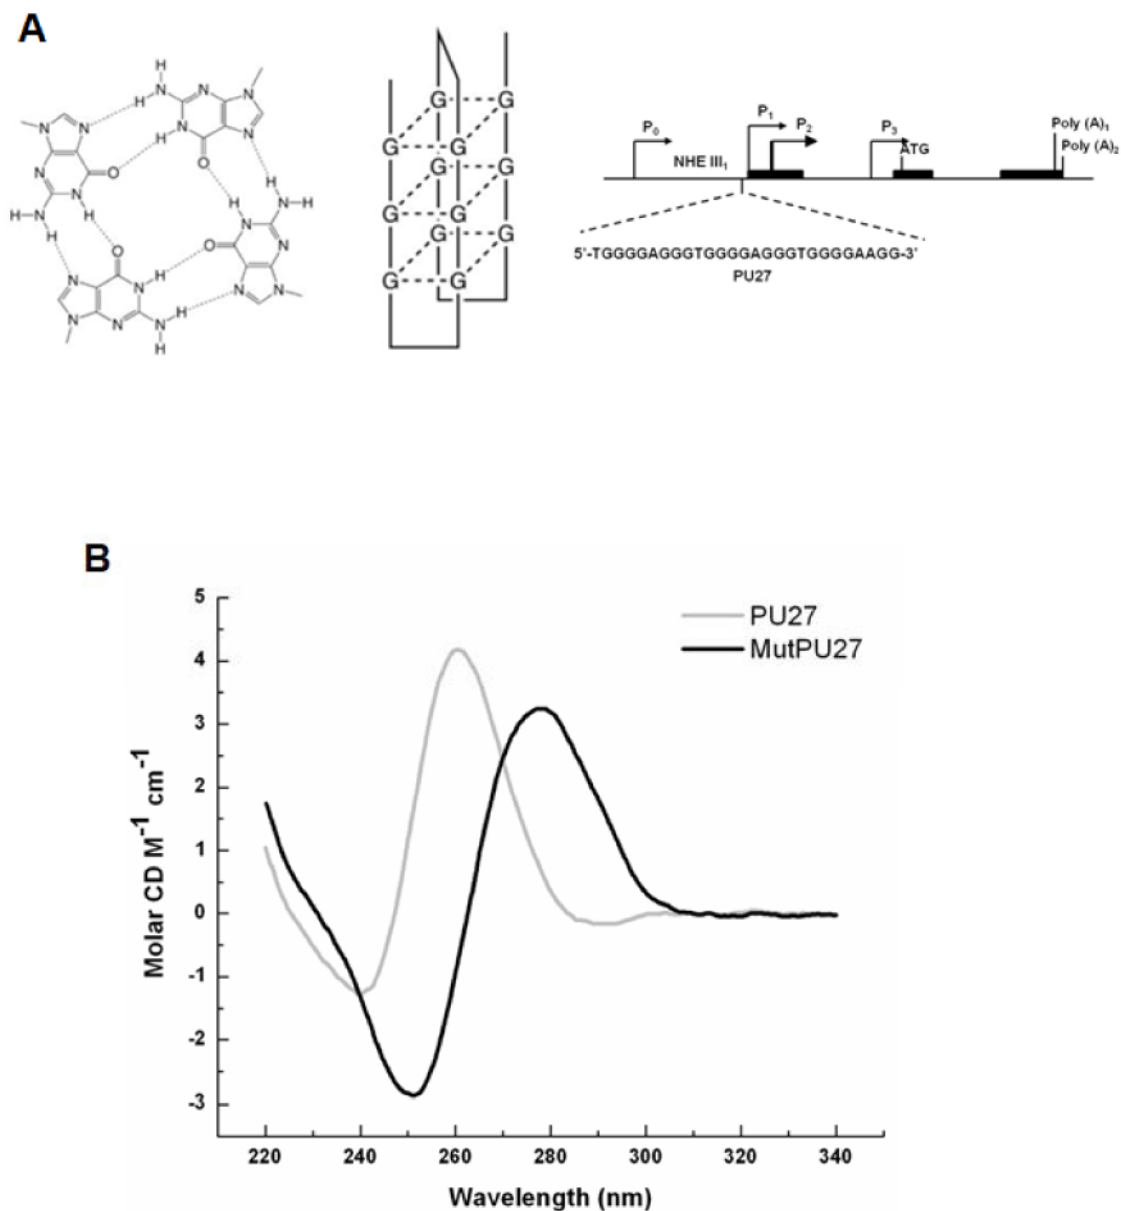 A
H
H N N N
N N H N
H N
O O H
N N H H
H N H N H
H N N
O O N
N N H N N
N N H
N H
G G
G G
G G
G G
G G
G G
P0 NHE III1 P1 P2 P3 ATG Poly (A)1
Poly (A)2
5'-TGGGGAGGGTGGGGAGGGTGGGGAAGG-3'
PU27
B
PU27
MutPU27
Molar CD M-1 cm-1
5
4
3
2
1
0
-1
-2
-3
220 240 260 280 300 320 340
Wavelength (nm)